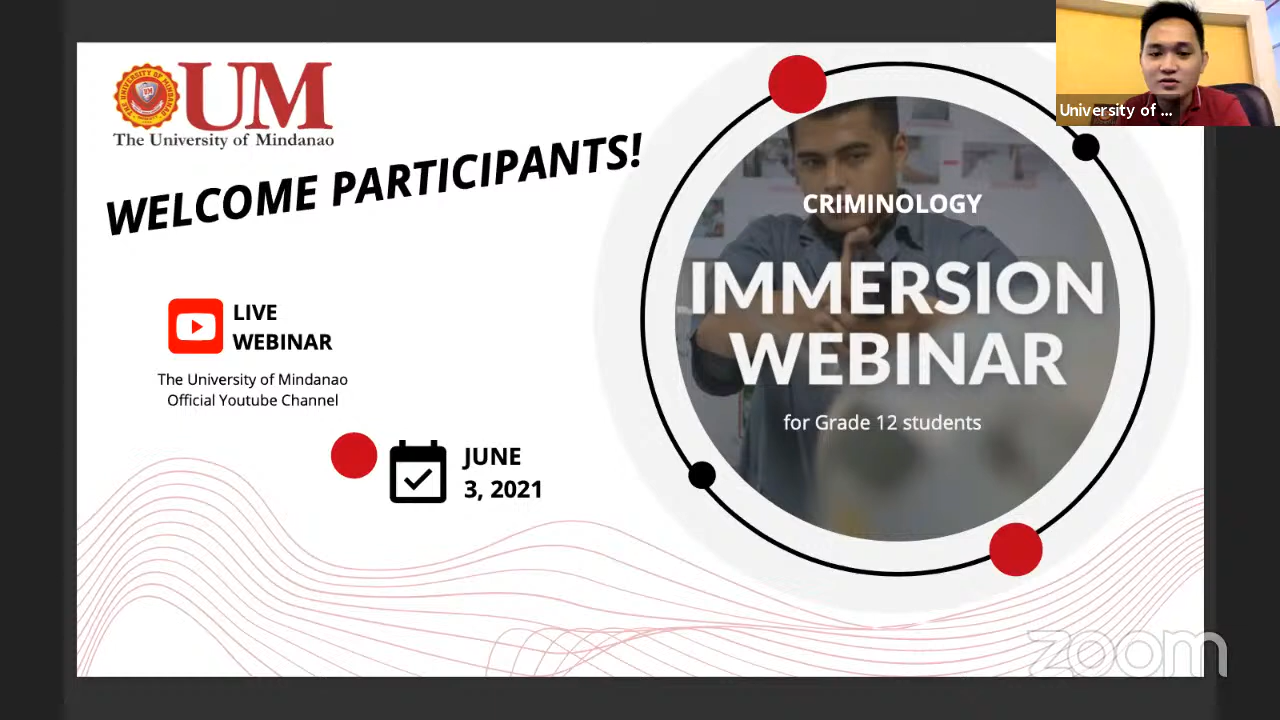 UM
The University of Mindanao
WELCOME PARTICIPANTS!
LIVE
WEBINAR
The University of Mindanao
Official Youtube Channel
JUNE
3, 2021
CRIMINOLOGY
IMMERSION
WEBINAR
for Grade 12 students
University of ...
zoom